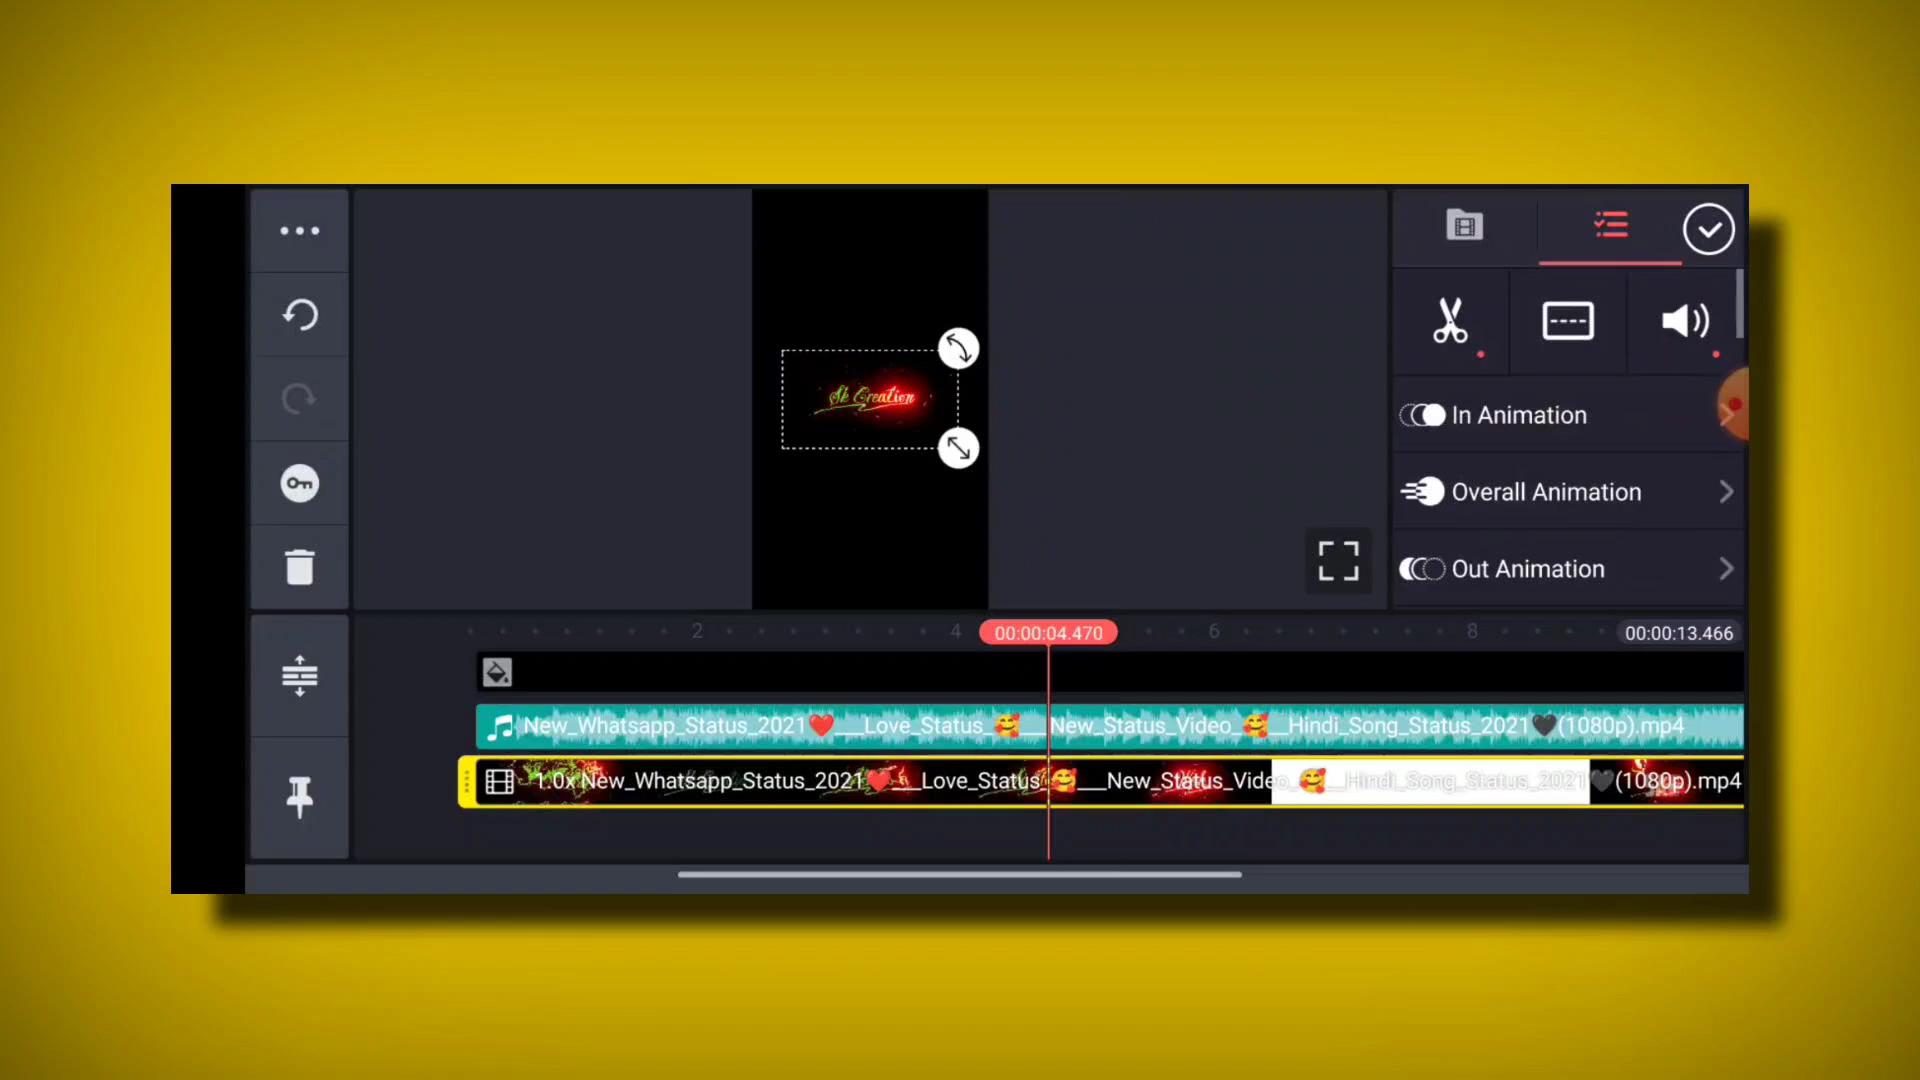 Sk Creation
In Animation
Overall Animation
Out Animation
2
4
00:00:04.470
6
8
00:00:13.466
New_Whatsapp_Status_2021❤️__Love_Status_🥰__New_Status_Video_🥰__Hindi_Song_Status_2021🖤(1080p).mp4
1.0x New_Whatsapp_Status_2021❤️__Love_Status_🥰__New_Status_Video_🥰__Hindi_Song_Status_2021🖤(1080p).mp4